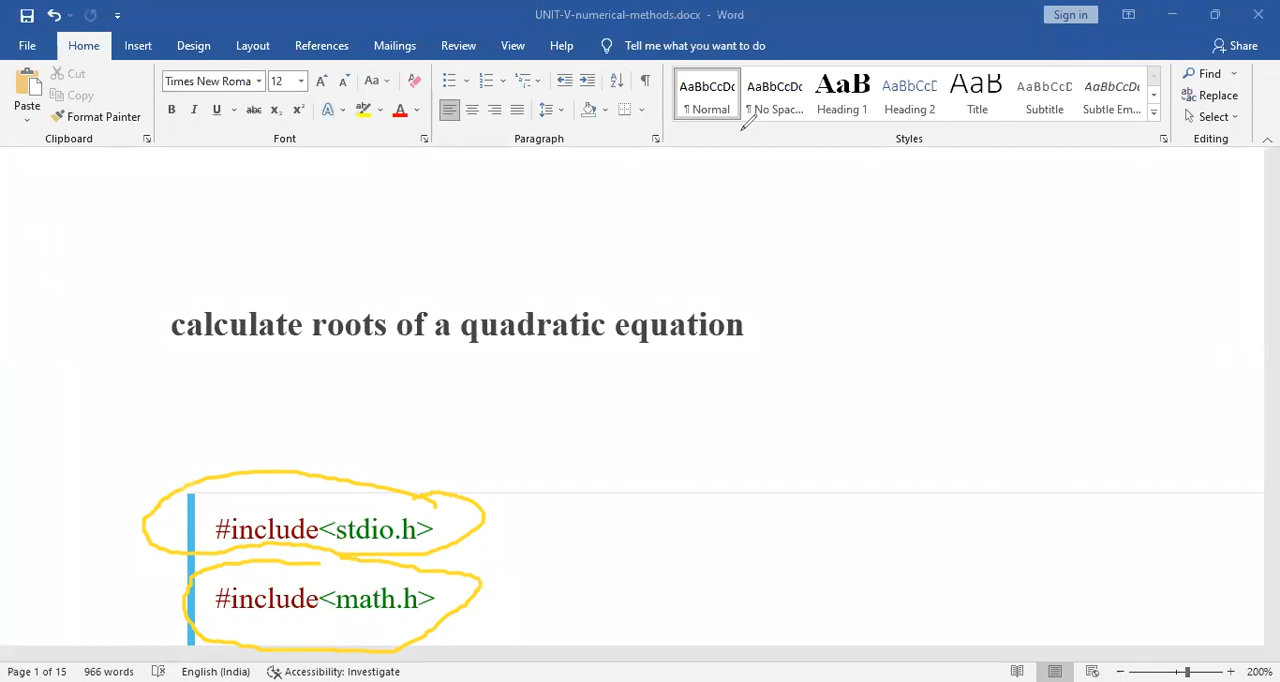 UNIT-V-numerical-methods.docx - Word
Sign in
File Home Insert Design Layout References Mailings Review View Help Tell me what you want to do Share
Paste
Cut
Copy
Format Painter
Clipboard
Times New Roma 12
Font
Paragraph
AaBbCcDc AaBbCcDc AaB AaBbCcD AaB AaBbCcD AaBbCcDc
¶ Normal ¶ No Spac... Heading 1 Heading 2 Title Subtitle Subtle Em...
Styles
Find
Replace
Select
Editing
calculate roots of a quadratic equation
#include<stdio.h>
#include<math.h>
Page 1 of 15 966 words English (India) Accessibility: Investigate 200%